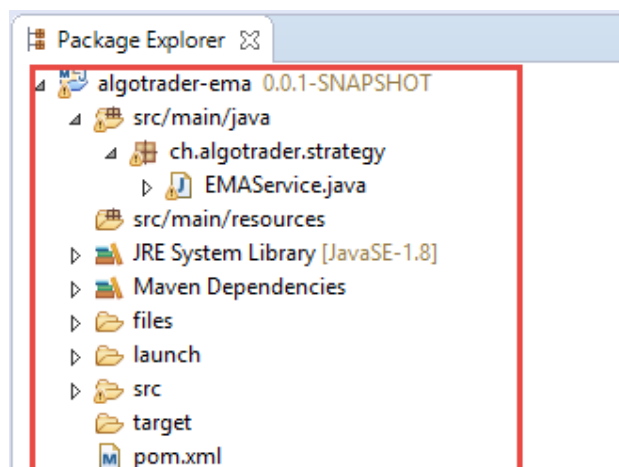 Package Explorer
algotrader-ema 0.0.1-SNAPSHOT
src/main/java
ch.algotrader.strategy
EMAService.java
src/main/resources
JRE System Library [JavaSE-1.8]
Maven Dependencies
files
launch
src
target
pom.xml